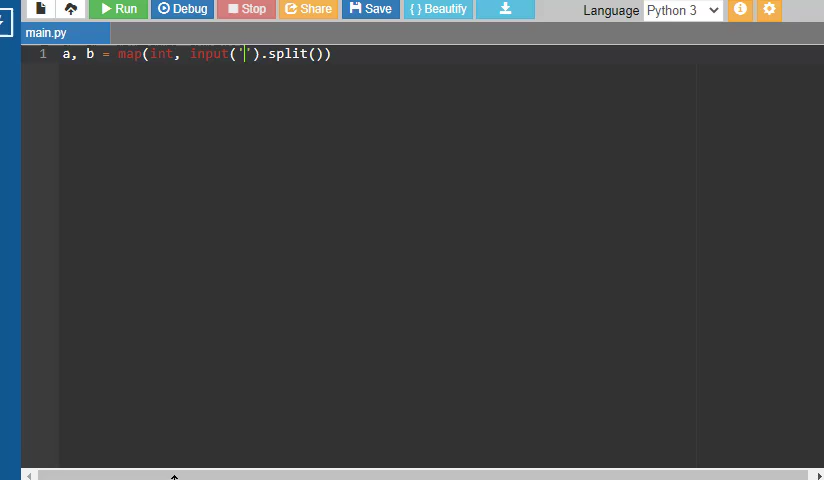 Run Debug Stop Share Save { } Beautify Language Python 3
main.py
1 a, b = map(int, input('').split())